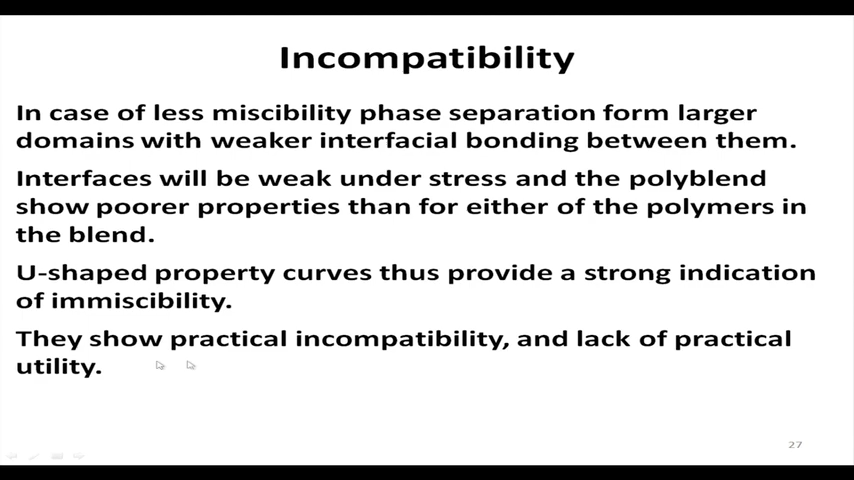 Incompatibility
In case of less miscibility phase separation form larger
domains with weaker interfacial bonding between them.
Interfaces will be weak under stress and the polyblend
show poorer properties than for either of the polymers in
the blend.
U-shaped property curves thus provide a strong indication
of immiscibility.
They show practical incompatibility, and lack of practical
utility.
27